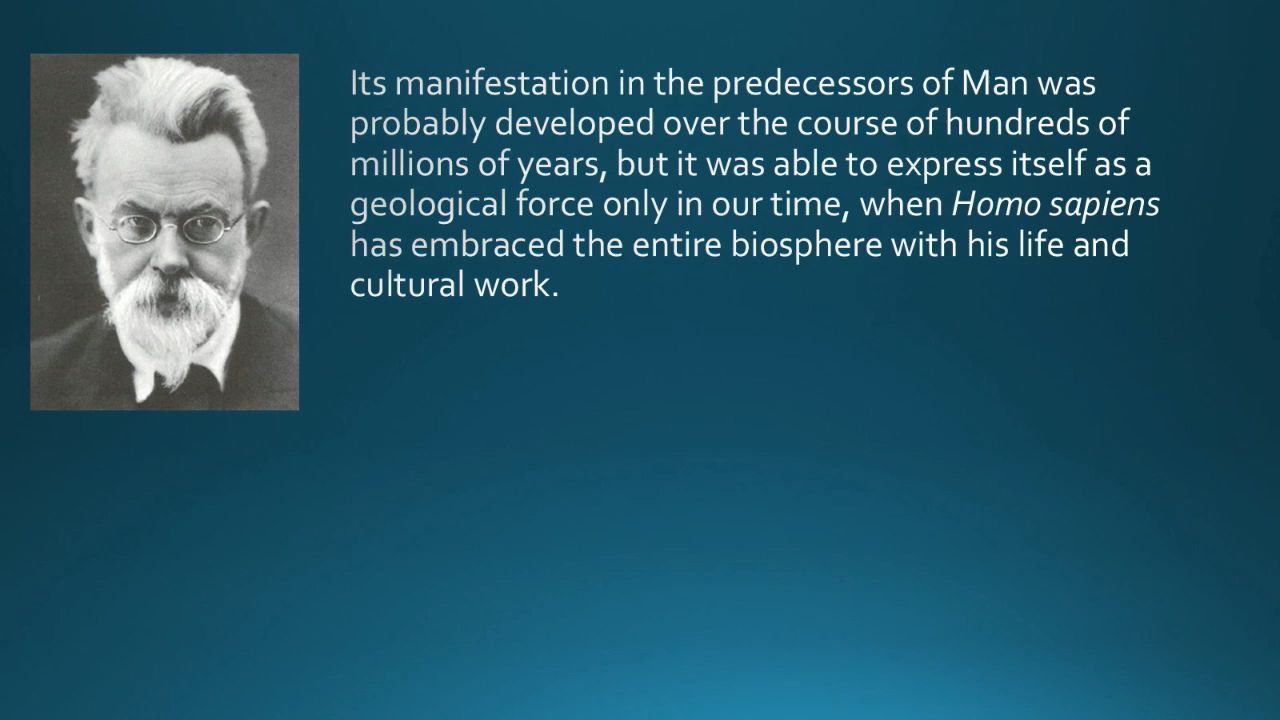 Its manifestation in the predecessors of Man was
probably developed over the course of hundreds of
millions of years, but it was able to express itself as a
geological force only in our time, when Homo sapiens
has embraced the entire biosphere with his life and
cultural work.